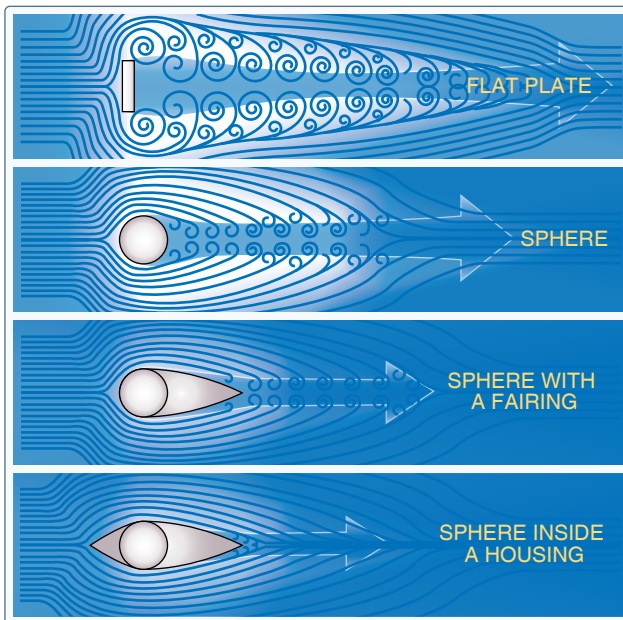 FLAT PLATE
SPHERE
SPHERE WITH
A FAIRING
SPHERE INSIDE
A HOUSING